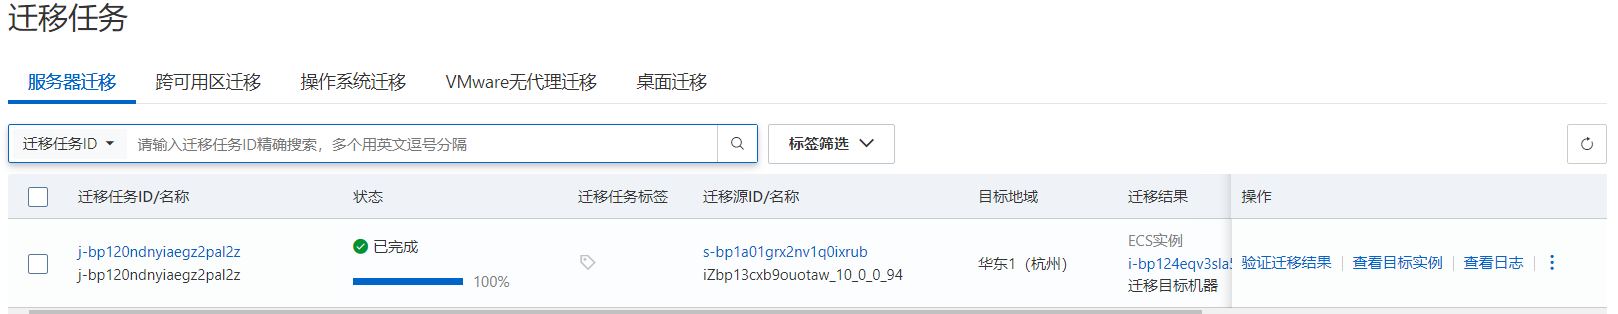 迁移任务
服务器迁移 跨可用区迁移 操作系统迁移 VMware无代理迁移 桌面迁移
迁移任务ID 请输入迁移任务ID精确搜索，多个用英文逗号分隔 标签筛选
迁移任务ID/名称 状态 迁移任务标签 迁移源ID/名称 目标地域 迁移结果 操作
j-bp120ndnyiaegz2pal2z
j-bp120ndnyiaegz2pal2z
已完成
100%
s-bp1a01grx2nv1q0ixrub
iZbp13cxb9ouotaw_10_0_0_94
华东1（杭州）
ECS实例
i-bp124eqv3sla
迁移目标机器
验证迁移结果 查看目标实例 查看日志